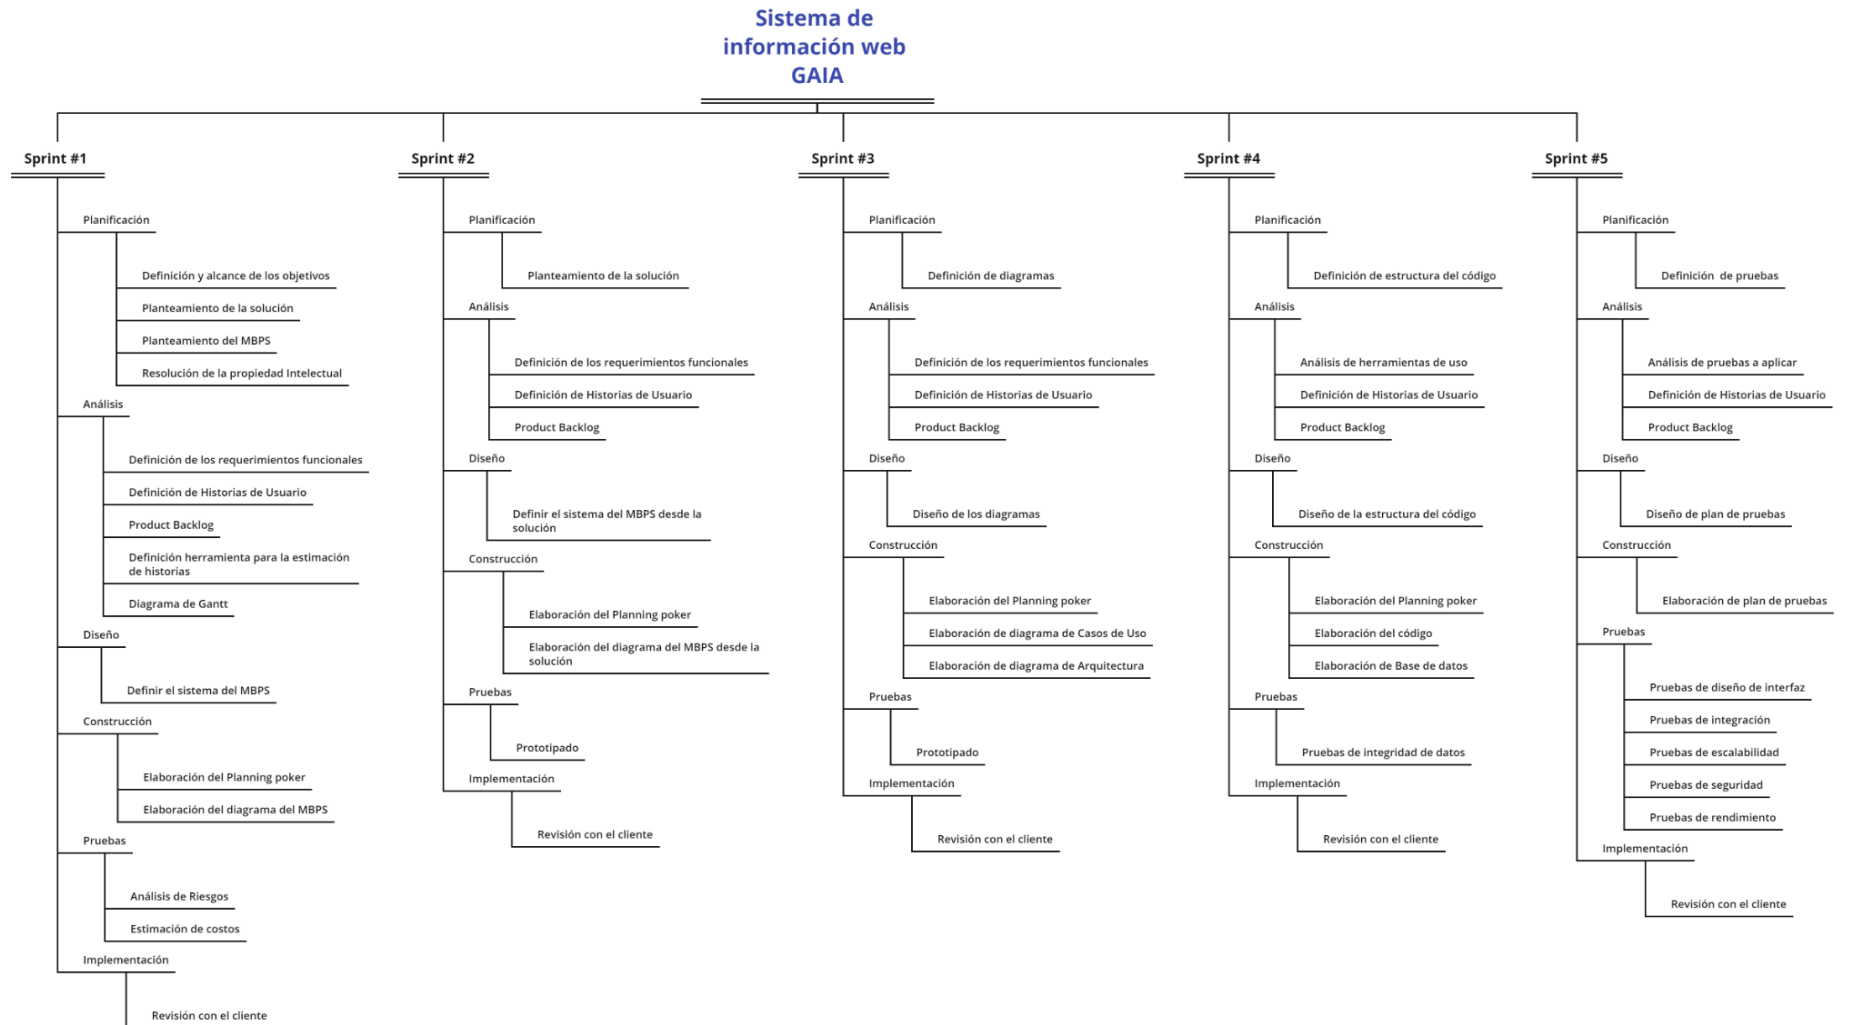 Sistema de
información web
GAIA
Sprint #1
Planificación
Definición y alcance de los objetivos
Planteamiento de la solución
Planteamiento del MBPS
Resolución de la propiedad Intelectual
Análisis
Definición de los requerimientos funcionales
Definición de Historias de Usuario
Product Backlog
Definición herramienta para la estimación
de historias
Diagrama de Gantt
Diseño
Definir el sistema del MBPS
Construcción
Elaboración del Planning poker
Elaboración del diagrama del MBPS
Pruebas
Análisis de Riesgos
Estimación de costos
Implementación
Revisión con el cliente
Sprint #2
Planificación
Planteamiento de la solución
Análisis
Definición de los requerimientos funcionales
Definición de Historias de Usuario
Product Backlog
Diseño
Definir el sistema del MBPS desde la
solución
Construcción
Elaboración del Planning poker
Elaboración del diagrama del MBPS desde la
solución
Pruebas
Prototipado
Implementación
Revisión con el cliente
Sprint #3
Planificación
Definición de diagramas
Análisis
Definición de los requerimientos funcionales
Definición de Historias de Usuario
Product Backlog
Diseño
Diseño de los diagramas
Construcción
Elaboración del Planning poker
Elaboración de diagrama de Casos de Uso
Elaboración de diagrama de Arquitectura
Pruebas
Prototipado
Implementación
Revisión con el cliente
Sprint #4
Planificación
Definición de estructura del código
Análisis
Análisis de herramientas de uso
Definición de Historias de Usuario
Product Backlog
Diseño
Diseño de la estructura del código
Construcción
Elaboración del Planning poker
Elaboración del código
Elaboración de Base de datos
Pruebas
Pruebas de integridad de datos
Implementación
Revisión con el cliente
Sprint #5
Planificación
Definición de pruebas
Análisis
Análisis de pruebas a aplicar
Definición de Historias de Usuario
Product Backlog
Diseño
Diseño de plan de pruebas
Construcción
Elaboración de plan de pruebas
Pruebas
Pruebas de diseño de interfaz
Pruebas de integración
Pruebas de escalabilidad
Pruebas de seguridad
Pruebas de rendimiento
Implementación
Revisión con el cliente